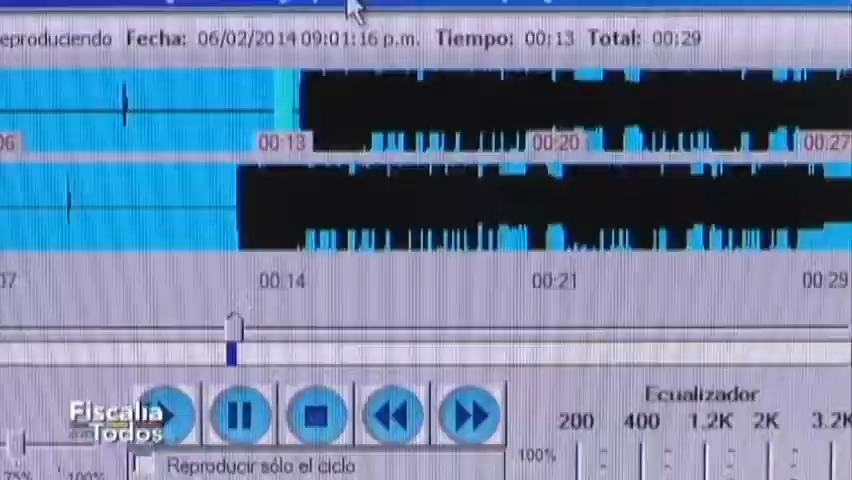 eproduciendo Fecha: 06/02/2014 09:01:16 p.m. Tiempo: 00:13 Total: 00:29
06 00:13 00:20 00:27
07 00:14 00:21 00:29
Ecualizador
200 400 1,2K 2K 3.2K
Fiscalía
Todos
100%
Reproducir sólo el ciclo
75% 100%